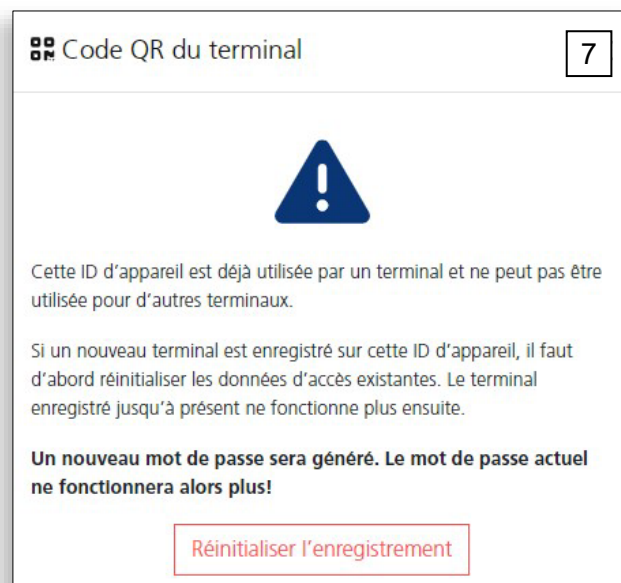 Code QR du terminal
7
Cette ID d'appareil est déjà utilisée par un terminal et ne peut pas être
utilisée pour d'autres terminaux.
Si un nouveau terminal est enregistré sur cette ID d'appareil, il faut
d'abord réinitialiser les données d'accès existantes. Le terminal
enregistré jusqu'à présent ne fonctionne plus ensuite.
Un nouveau mot de passe sera généré. Le mot de passe actuel
ne fonctionnera alors plus!
Réinitialiser l'enregistrement